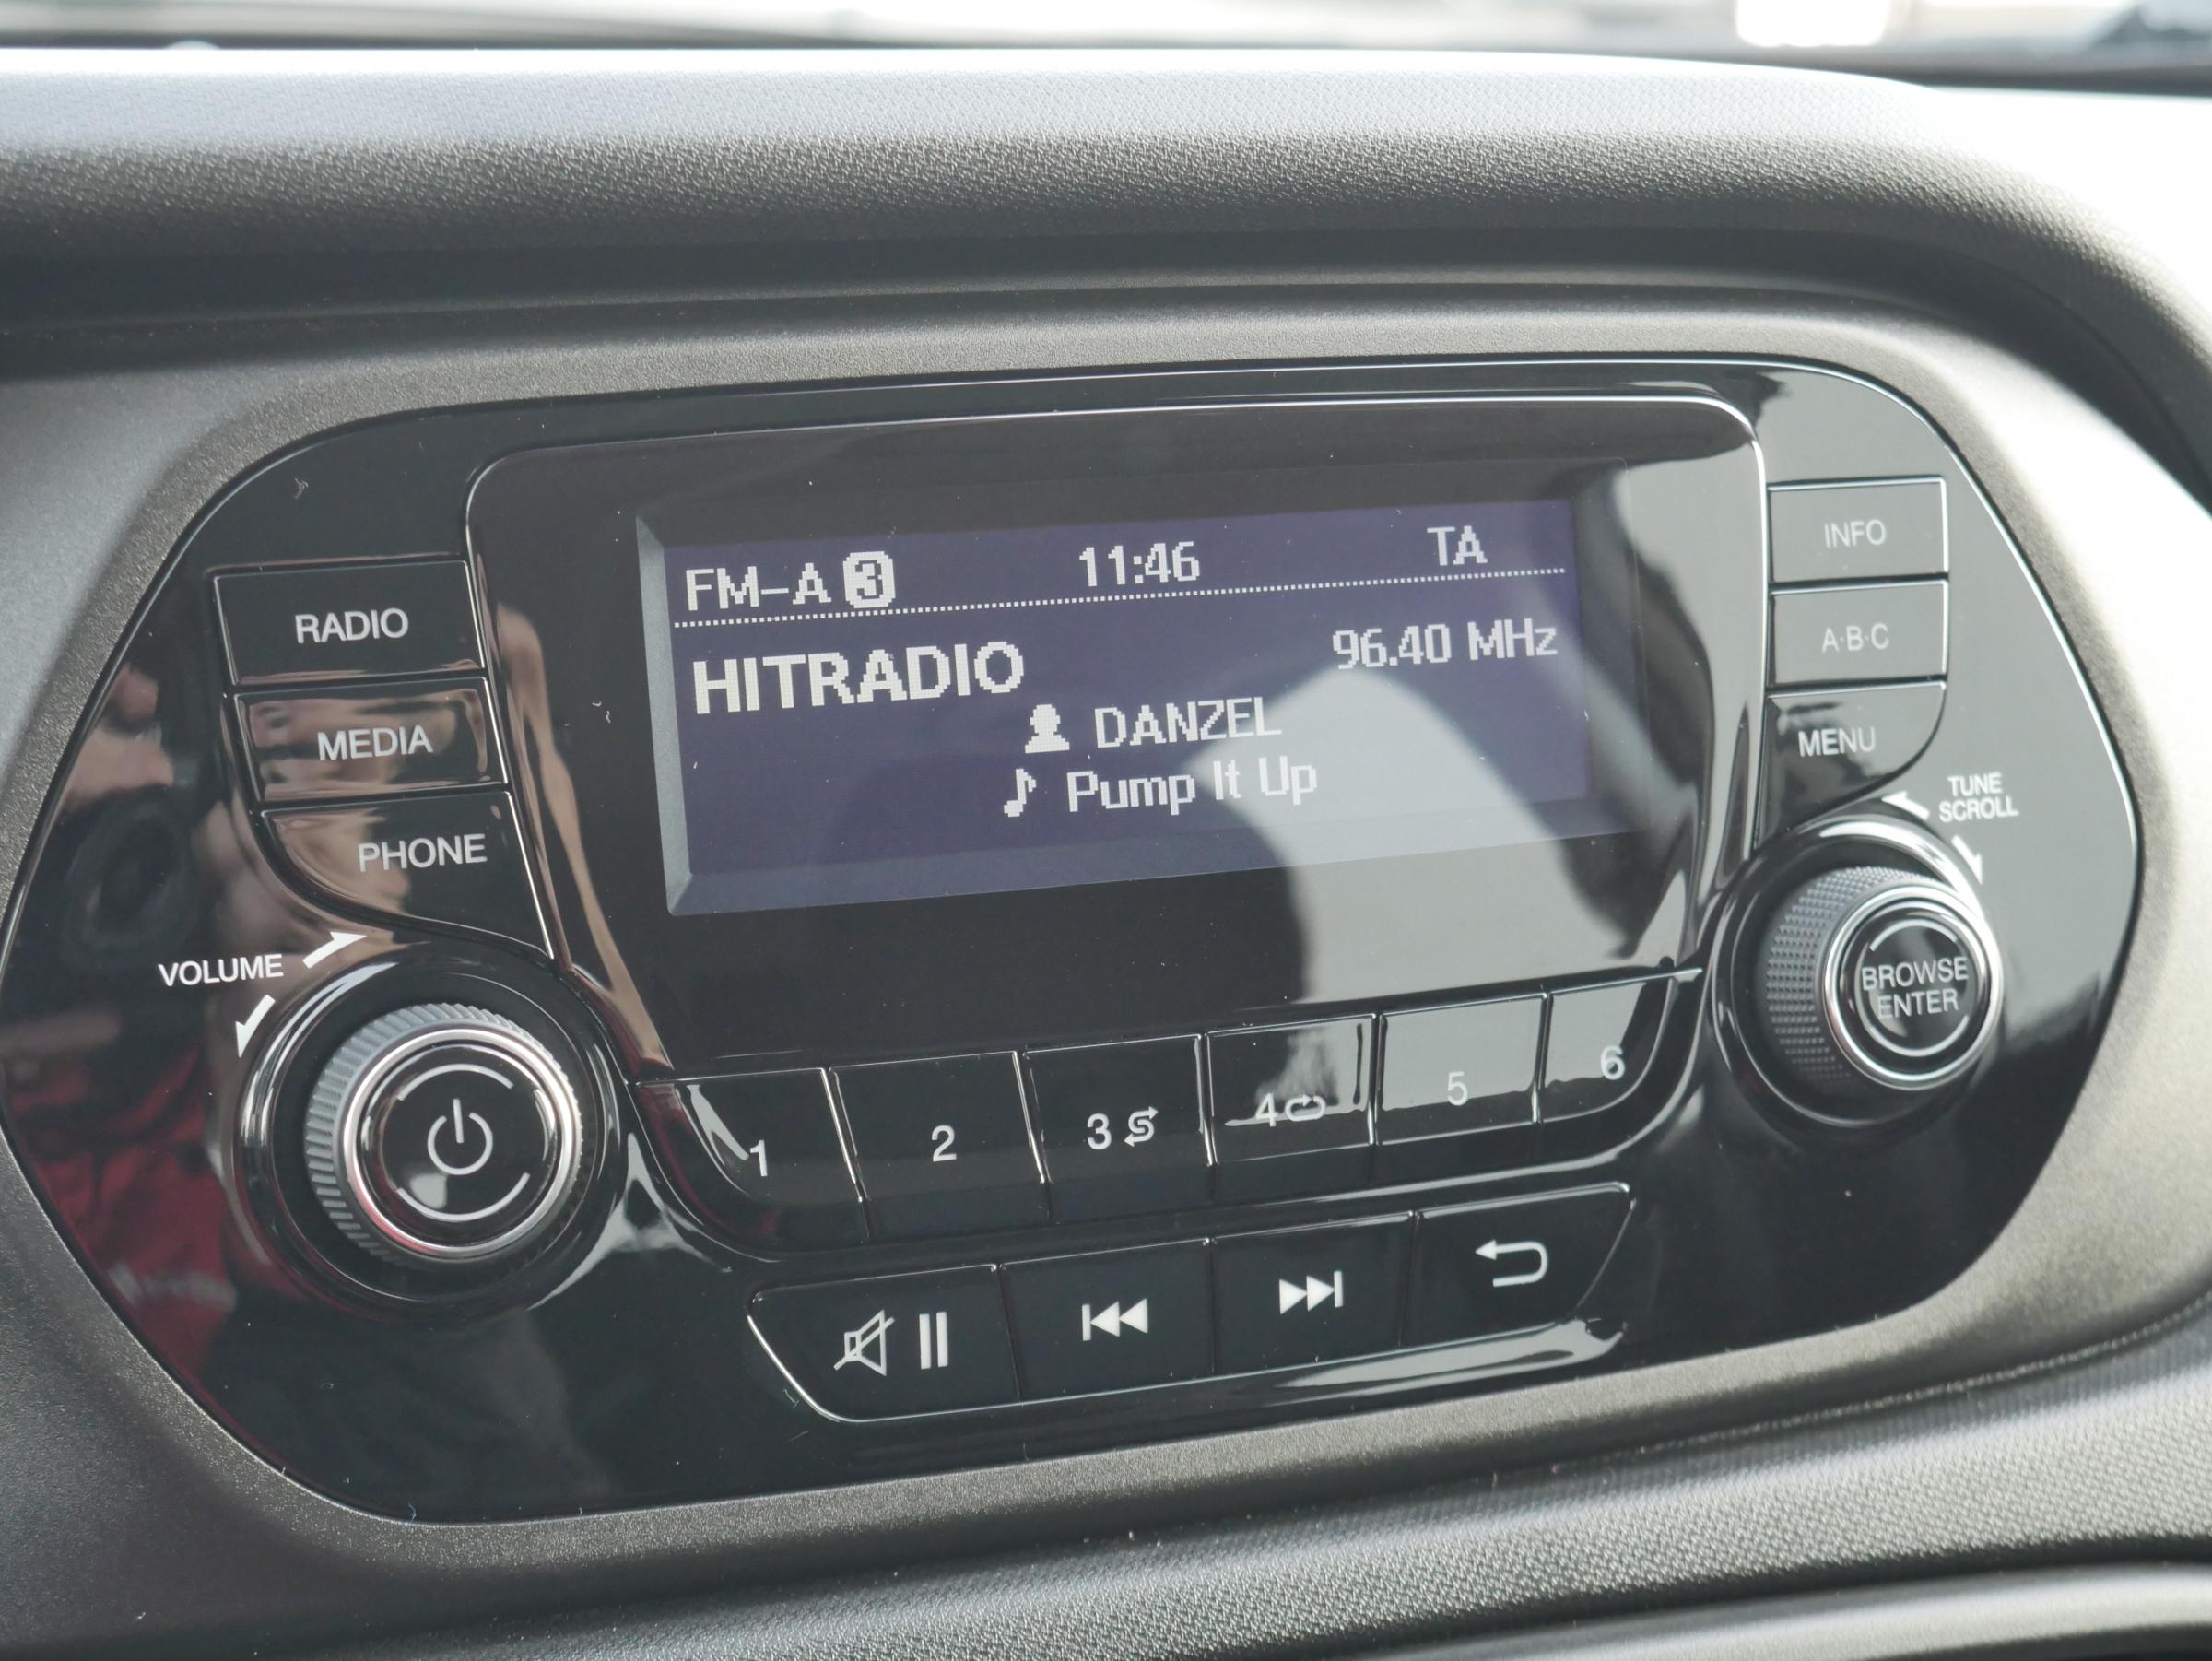 FM-A 3 11:46 TA
HITRADIO 96.40 MHz
DANZEL
Pump It Up
RADIO
MEDIA
PHONE
VOLUME
INFO
A·B·C
MENU
TUNE
SCROLL
BROWSE
ENTER
1 2 3 4 5 6